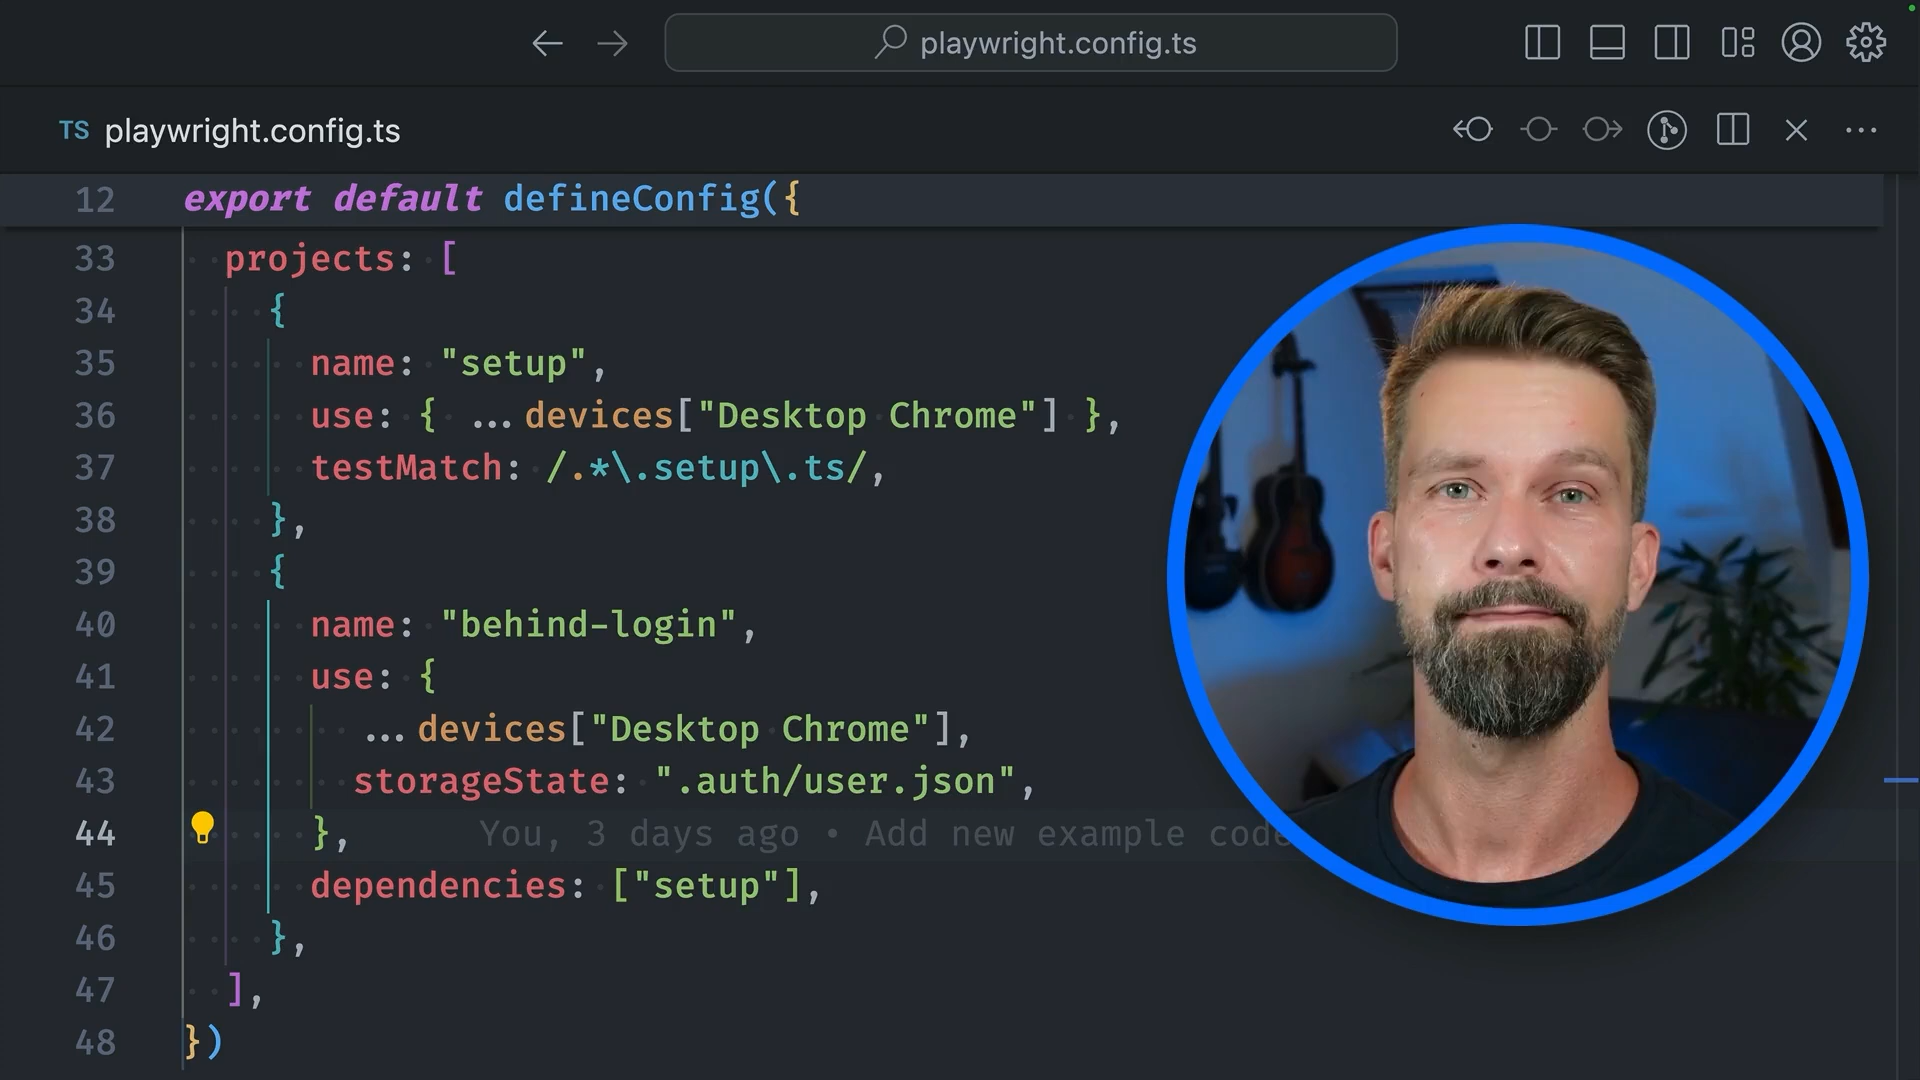 playwright.config.ts
TS playwright.config.ts
12 export default defineConfig({
33 projects: [
34 {
35 name: "setup",
36 use: { ...devices["Desktop Chrome"] },
37 testMatch: /.*\.setup\.ts/,
38 },
39 {
40 name: "behind-login",
41 use: {
42 ...devices["Desktop Chrome"],
43 storageState: ".auth/user.json",
44 }, You, 3 days ago • Add new example code
45 dependencies: ["setup"],
46 },
47 ],
48 })